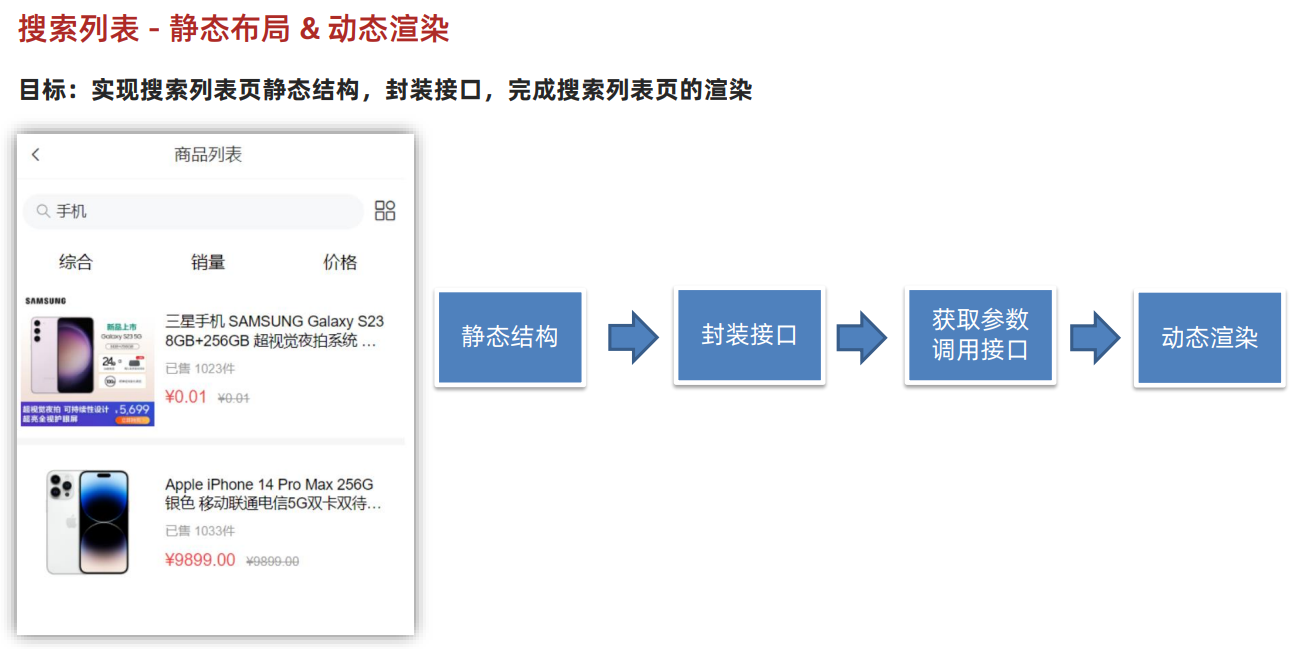 搜索列表 - 静态布局 & 动态渲染
目标：实现搜索列表页静态结构，封装接口，完成搜索列表页的渲染
商品列表
手机
综合 销量 价格
SAMSUNG
新品上市
Galaxy S23 5G
超视觉夜拍 可持续性设计
超亮全视护眼屏
¥5,699
三星手机 SAMSUNG Galaxy S23
8GB+256GB 超视觉夜拍系统 ...
已售 1023件
¥0.01 ¥0.01
Apple iPhone 14 Pro Max 256G
银色 移动联通电信5G双卡双待...
已售 1033件
¥9899.00 ¥9899.00
静态结构
封装接口
获取参数
调用接口
动态渲染